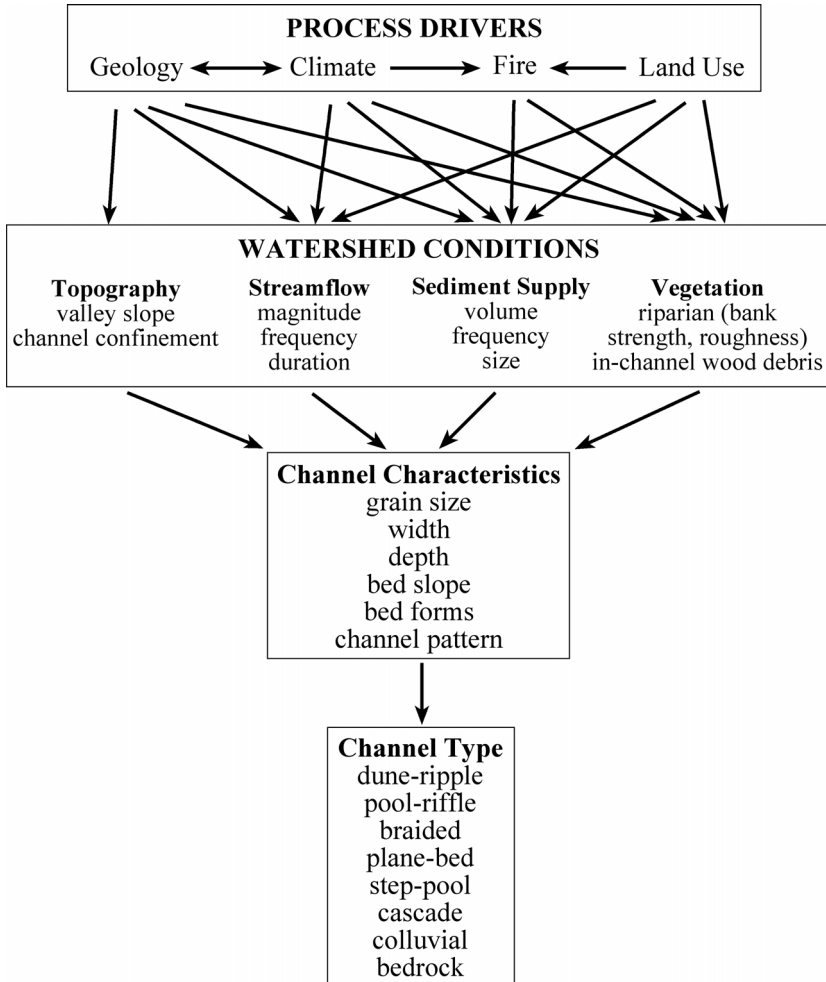 PROCESS DRIVERS
Geology Climate Fire Land Use
WATERSHED CONDITIONS
Topography
valley slope
channel confinement
Streamflow
magnitude
frequency
duration
Sediment Supply
volume
frequency
size
Vegetation
riparian (bank
strength, roughness)
in-channel wood debris
Channel Characteristics
grain size
width
depth
bed slope
bed forms
channel pattern
Channel Type
dune-ripple
pool-riffle
braided
plane-bed
step-pool
cascade
colluvial
bedrock